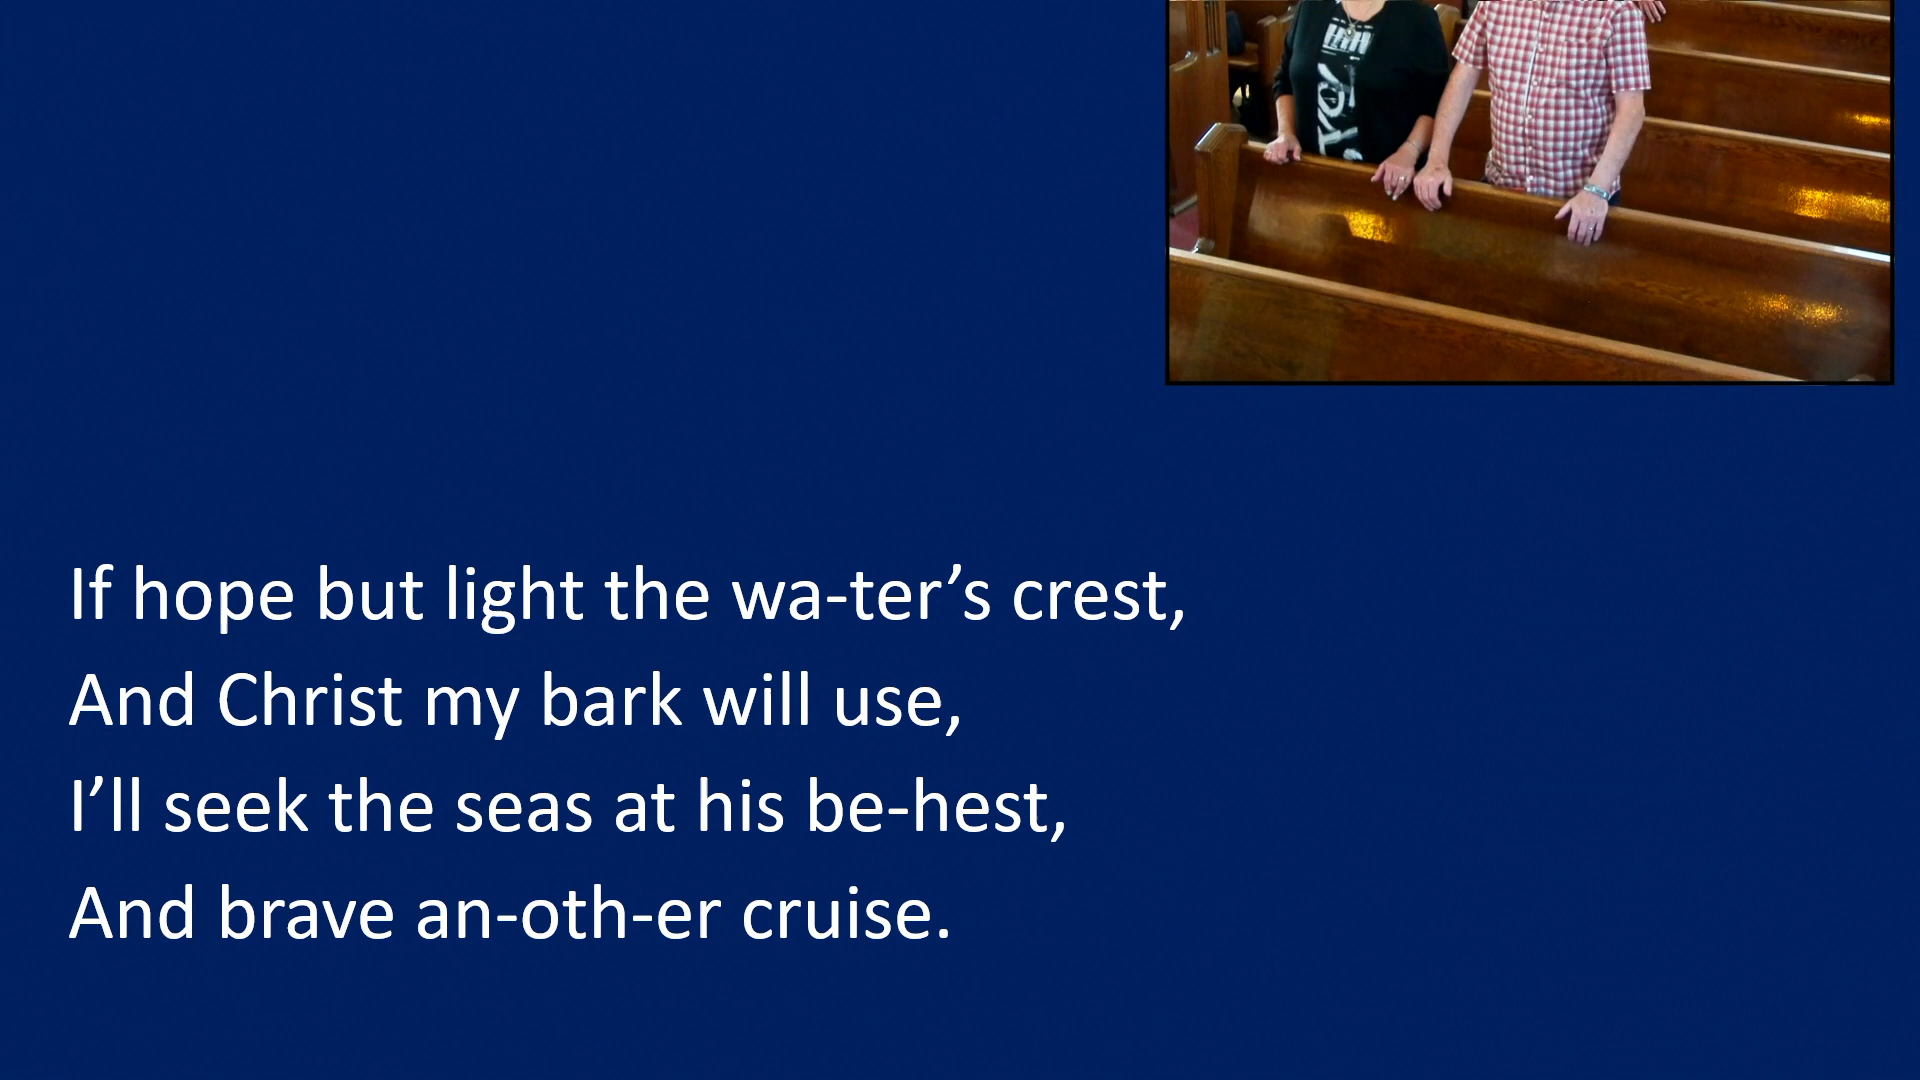 If hope but light the wa-ter’s crest,
And Christ my bark will use,
I’ll seek the seas at his be-hest,
And brave an-oth-er cruise.